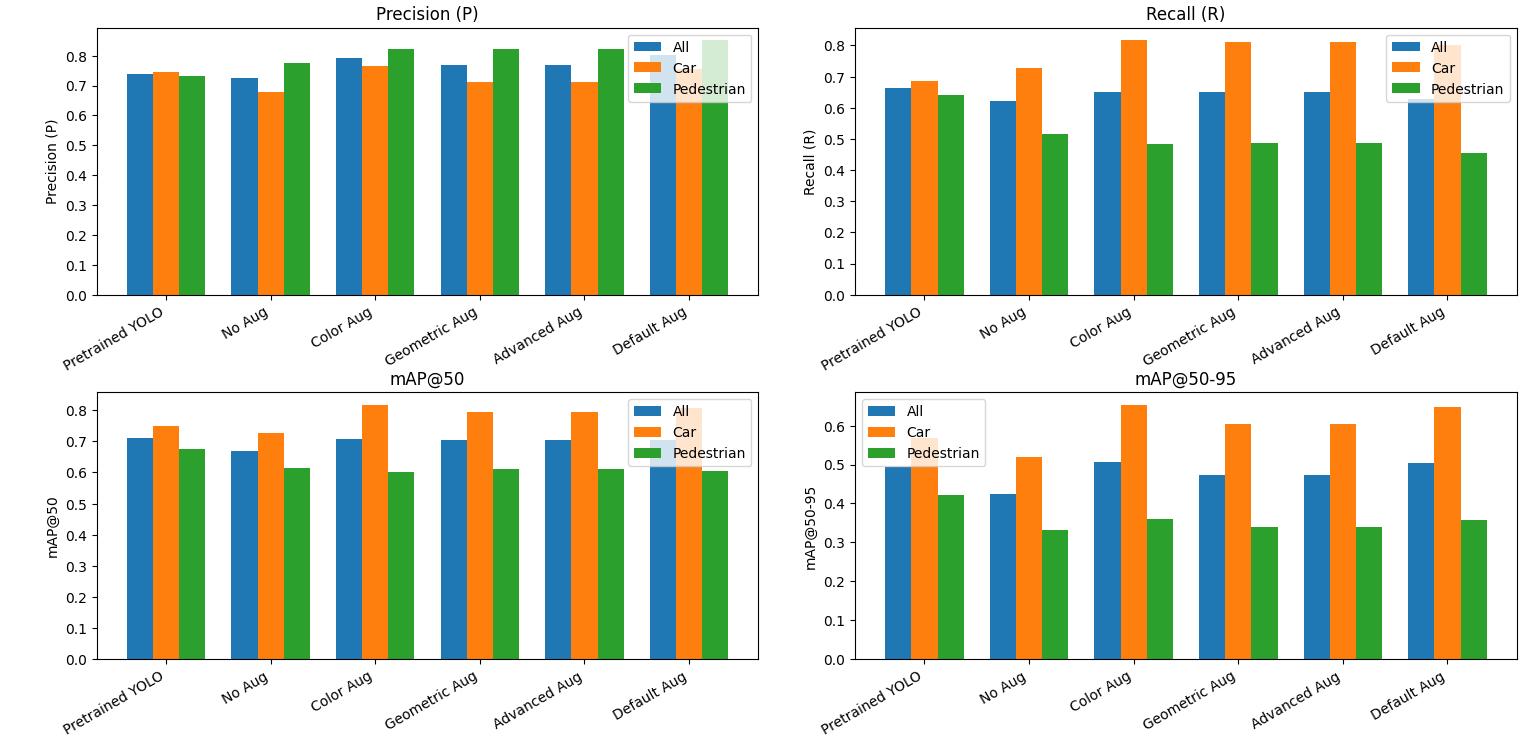 Precision (P)
Precision (P)
0.8
0.7
0.6
0.5
0.4
0.3
0.2
0.1
0.0
All
Car
Pedestrian
Pretrained YOLO
No Aug
Color Aug
Geometric Aug
Advanced Aug
Default Aug
Recall (R)
Recall (R)
0.8
0.7
0.6
0.5
0.4
0.3
0.2
0.1
0.0
All
Car
Pedestrian
Pretrained YOLO
No Aug
Color Aug
Geometric Aug
Advanced Aug
Default Aug
mAP@50
mAP@50
0.8
0.7
0.6
0.5
0.4
0.3
0.2
0.1
0.0
All
Car
Pedestrian
Pretrained YOLO
No Aug
Color Aug
Geometric Aug
Advanced Aug
Default Aug
mAP@50-95
mAP@50-95
0.6
0.5
0.4
0.3
0.2
0.1
0.0
All
Car
Pedestrian
Pretrained YOLO
No Aug
Color Aug
Geometric Aug
Advanced Aug
Default Aug